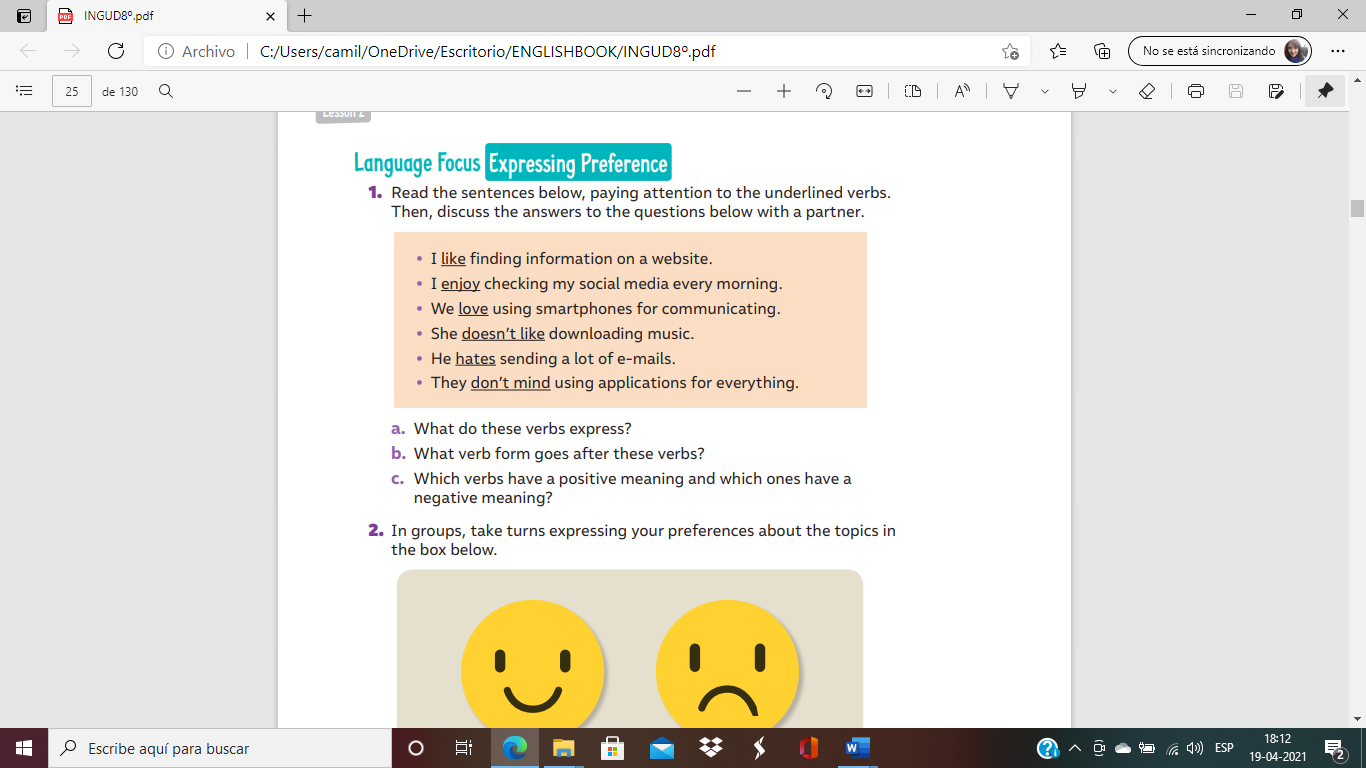 INGUD8º.pdf
Archivo
C:/Users/camil/OneDrive/Escritorio/ENGLISHBOOK/INGUD8º.pdf
No se está sincronizando
25 de 130
Lesson 2
Language Focus Expressing Preference
1. Read the sentences below, paying attention to the underlined verbs.
Then, discuss the answers to the questions below with a partner.
• I like finding information on a website.
• I enjoy checking my social media every morning.
• We love using smartphones for communicating.
• She doesn't like downloading music.
• He hates sending a lot of e-mails.
• They don't mind using applications for everything.
a. What do these verbs express?
b. What verb form goes after these verbs?
c. Which verbs have a positive meaning and which ones have a
negative meaning?
2. In groups, take turns expressing your preferences about the topics in
the box below.
Escribe aquí para buscar
ESP
18:12
19-04-2021
2